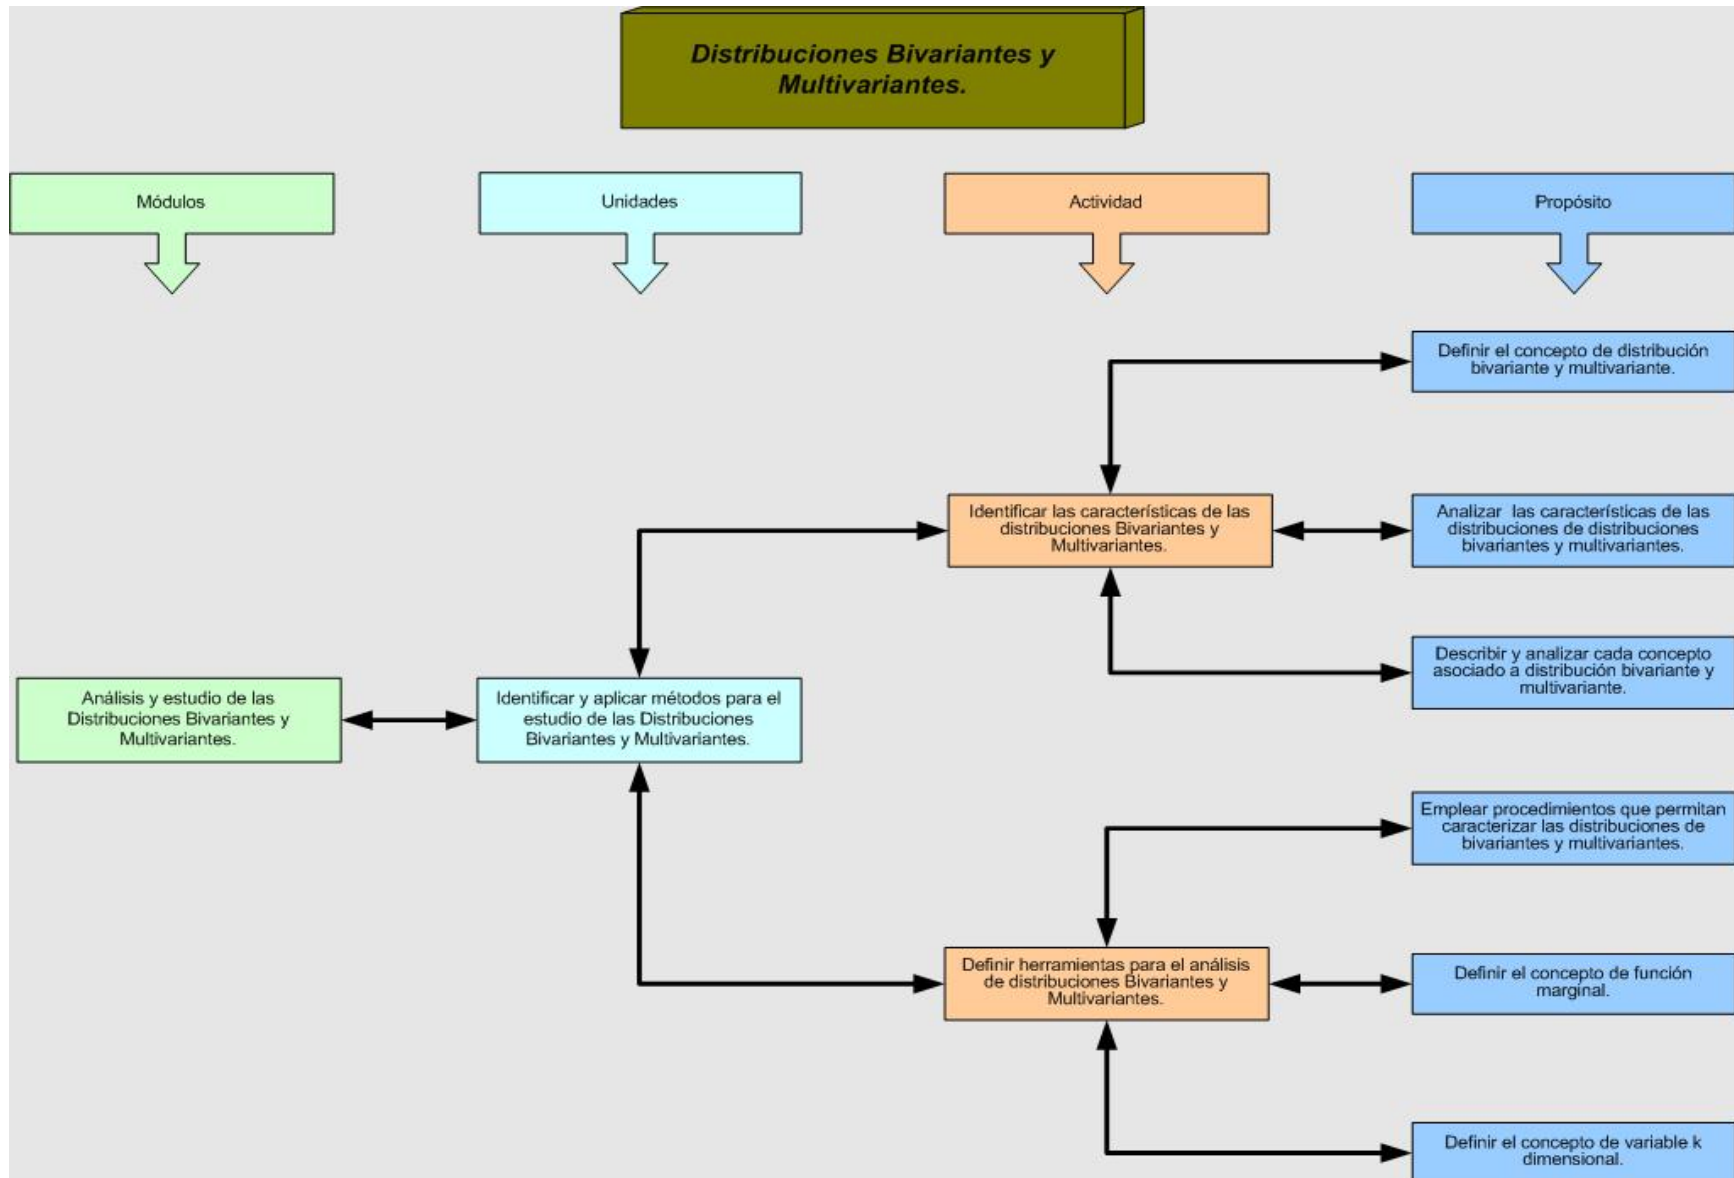 Distribuciones Bivariantes y
Multivariantes.
Módulos
Unidades
Actividad
Propósito
Definir el concepto de distribución
bivariante y multivariante.
Identificar las características de las
distribuciones Bivariantes y
Multivariantes.
Analizar las características de las
distribuciones de distribuciones
bivariantes y multivariantes.
Describir y analizar cada concepto
asociado a distribución bivariante y
multivariante.
Análisis y estudio de las
Distribuciones Bivariantes y
Multivariantes.
Identificar y aplicar métodos para el
estudio de las Distribuciones
Bivariantes y Multivariantes.
Emplear procedimientos que permitan
caracterizar las distribuciones de
bivariantes y multivariantes.
Definir herramientas para el análisis
de distribuciones Bivariantes y
Multivariantes.
Definir el concepto de función
marginal.
Definir el concepto de variable k
dimensional.